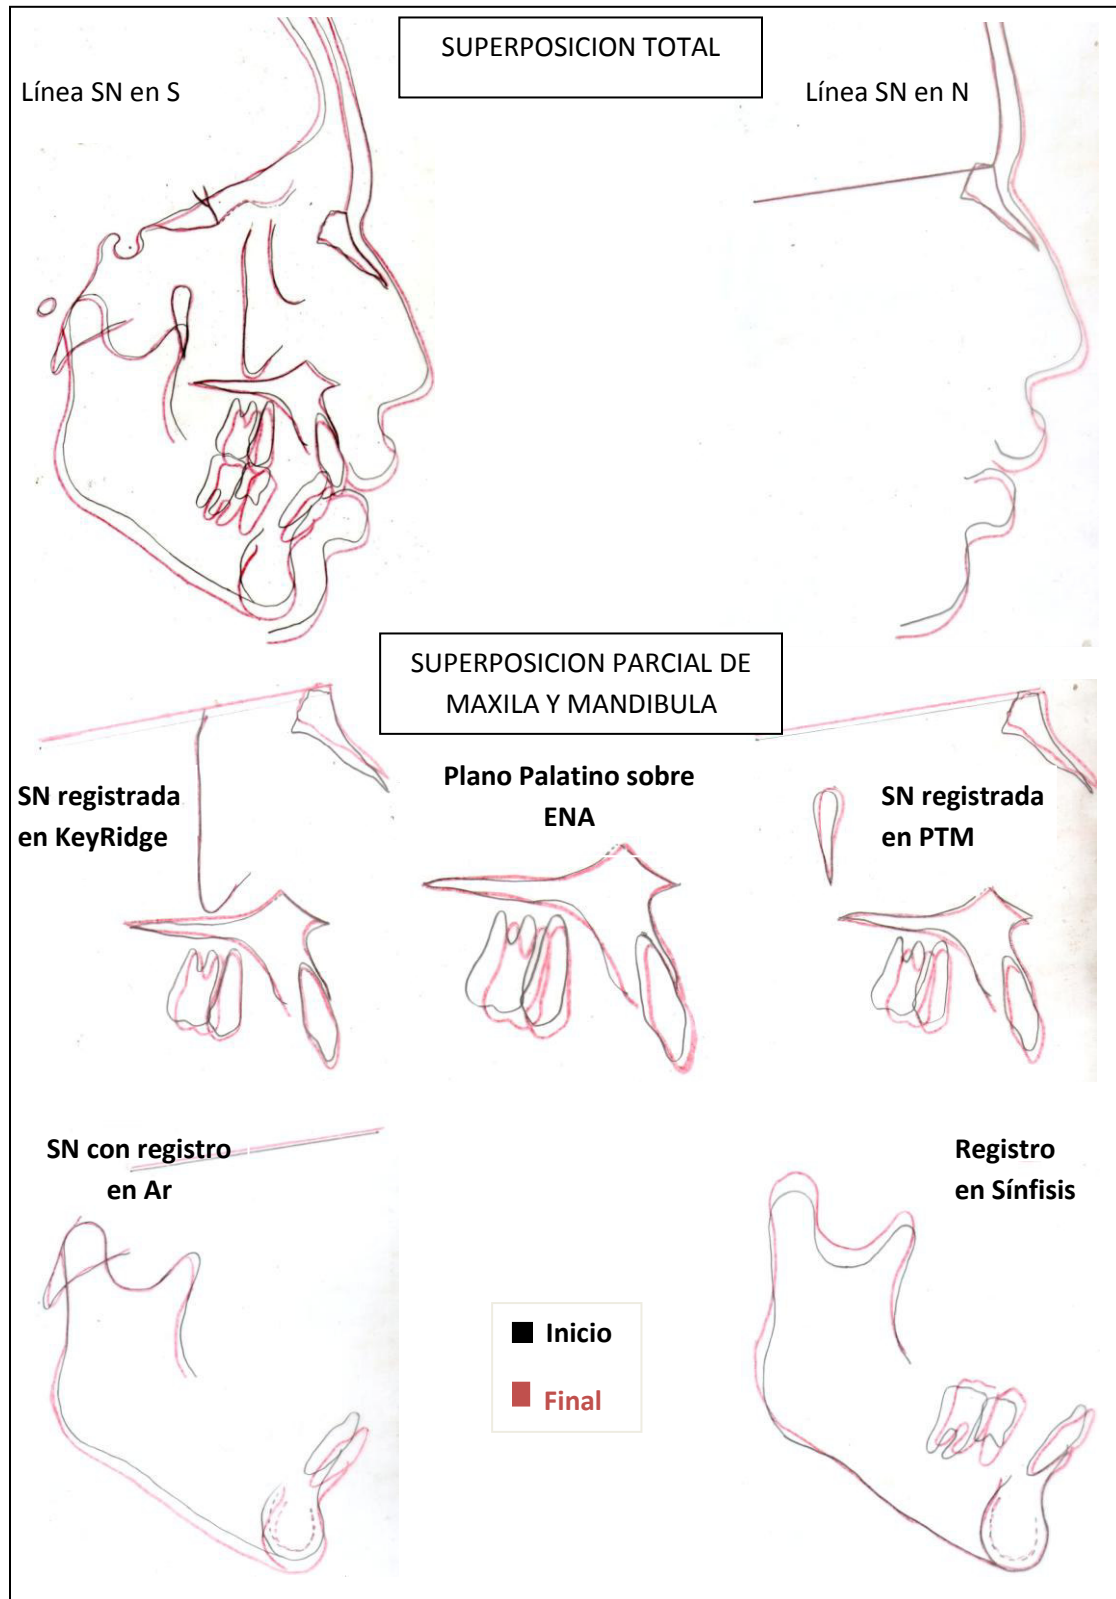 SUPERPOSICION TOTAL
Línea SN en S
Línea SN en N
SUPERPOSICION PARCIAL DE
MAXILA Y MANDIBULA
SN registrada
en KeyRidge
Plano Palatino sobre
ENA
SN registrada
en PTM
SN con registro
en Ar
Registro
en Sínfisis
Inicio
Final